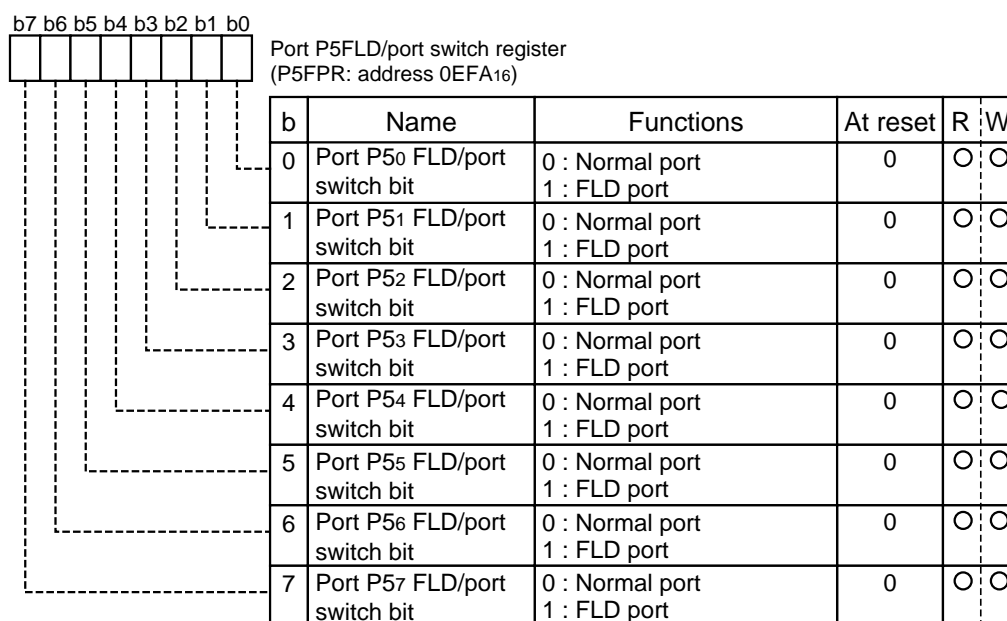 b7 b6 b5 b4 b3 b2 b1 b0
Port P5FLD/port switch register
(P5FPR: address 0EFA16)
b Name Functions At reset R W
0 Port P50 FLD/port switch bit 0 : Normal port 0 O O
1 : FLD port
1 Port P51 FLD/port switch bit 0 : Normal port 0 O O
1 : FLD port
2 Port P52 FLD/port switch bit 0 : Normal port 0 O O
1 : FLD port
3 Port P53 FLD/port switch bit 0 : Normal port 0 O O
1 : FLD port
4 Port P54 FLD/port switch bit 0 : Normal port 0 O O
1 : FLD port
5 Port P55 FLD/port switch bit 0 : Normal port 0 O O
1 : FLD port
6 Port P56 FLD/port switch bit 0 : Normal port 0 O O
1 : FLD port
7 Port P57 FLD/port switch bit 0 : Normal port 0 O O
1 : FLD port